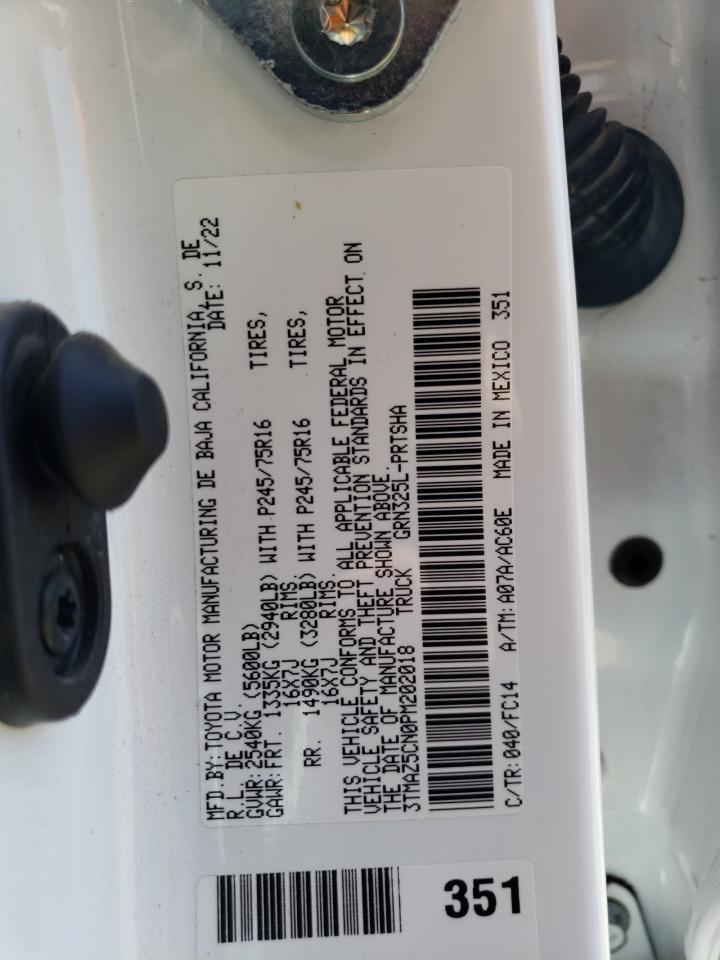 MFD.BY:TOYOTA MOTOR MANUFACTURING DE BAJA CALIFORNIA, S. DE
R.L. DE C.V. DATE: 11/22
GVWR:2540KG (5600LB)
GAWR:FRT. 1335KG (2940LB) WITH P245/75R16 TIRES,
16X7J RIMS.
RR. 1490KG (3280LB) WITH P245/75R16 TIRES,
16X7J RIMS.
THIS VEHICLE CONFORMS TO ALL APPLICABLE FEDERAL MOTOR
VEHICLE SAFETY AND THEFT PREVENTION STANDARDS IN EFFECT ON
THE DATE OF MANUFACTURE SHOWN ABOVE.
3TMAZ5CN0PM202018 TRUCK GRN325L-PRTSHA
C/TR:040/FC14 A/TM:A07A/AC60E MADE IN MEXICO 351
351